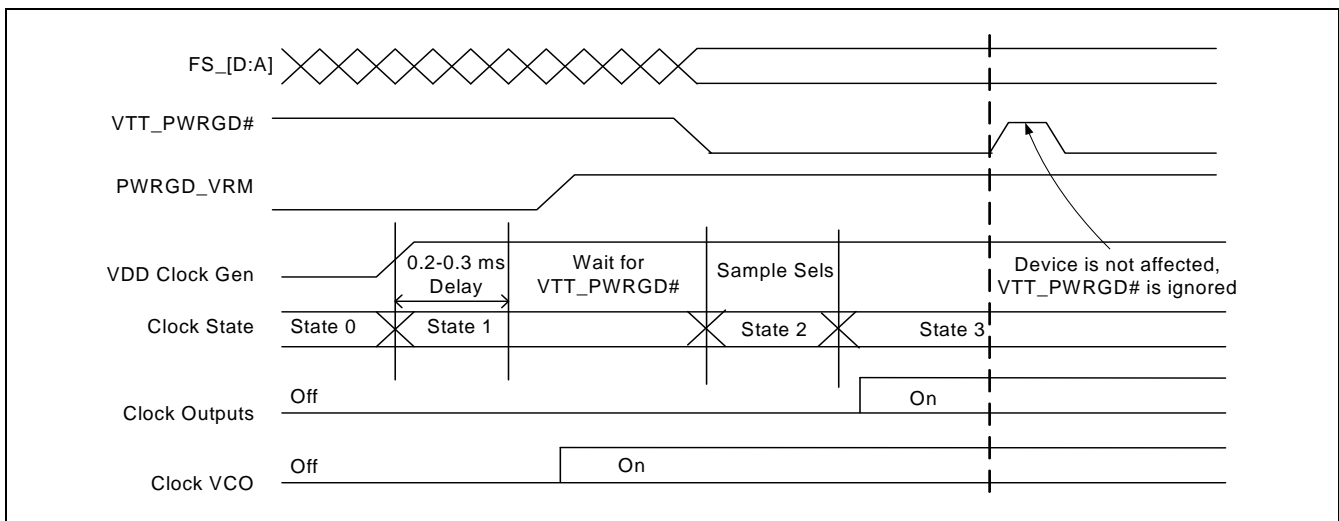 FS_[D:A]
VTT_PWRGD#
PWRGD_VRM
VDD Clock Gen
0.2-0.3 ms
Delay
Wait for
VTT_PWRGD#
Sample Sels
Device is not affected,
VTT_PWRGD# is ignored
Clock State
State 0
State 1
State 2
State 3
Clock Outputs
Off
On
Clock VCO
Off
On